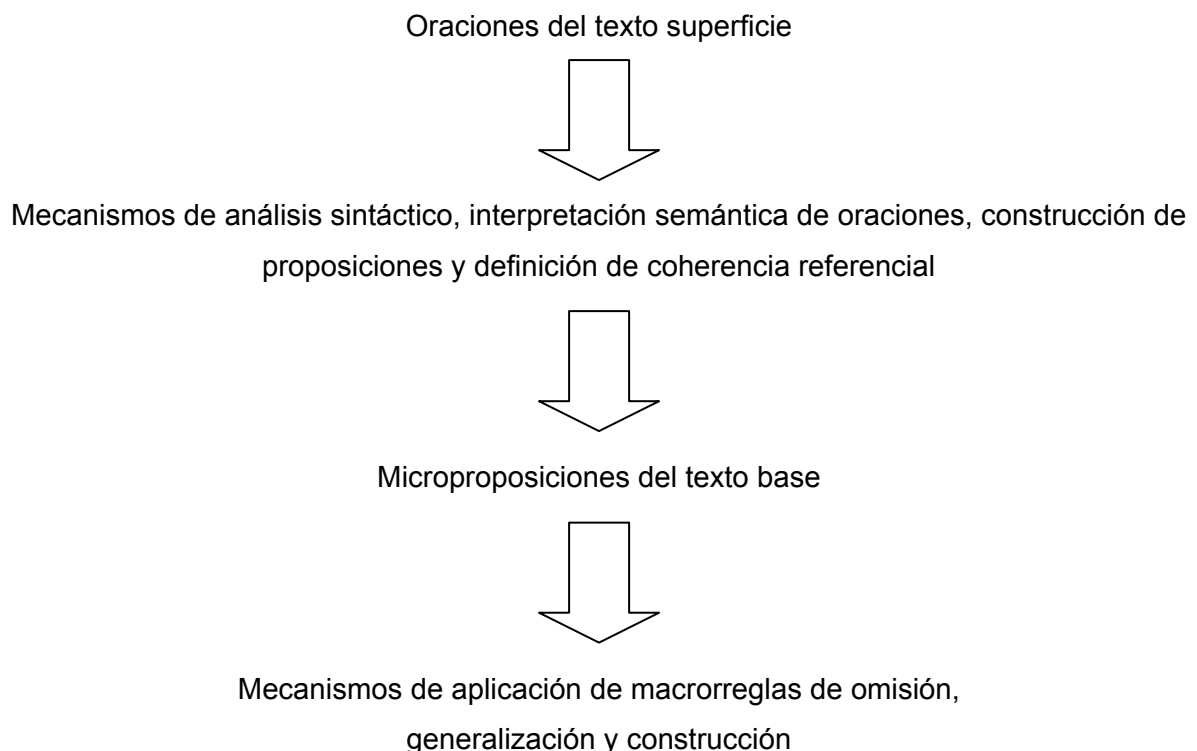 Oraciones del texto superficie
Mecanismos de análisis sintáctico, interpretación semántica de oraciones, construcción de
proposiciones y definición de coherencia referencial
Microproposiciones del texto base
Mecanismos de aplicación de macrorreglas de omisión,
generalización y construcción